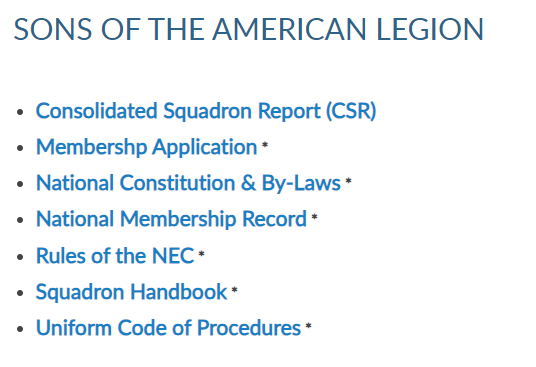 SONS OF THE AMERICAN LEGION
• Consolidated Squadron Report (CSR)
• Membershp Application *
• National Constitution & By-Laws *
• National Membership Record *
• Rules of the NEC *
• Squadron Handbook *
• Uniform Code of Procedures *